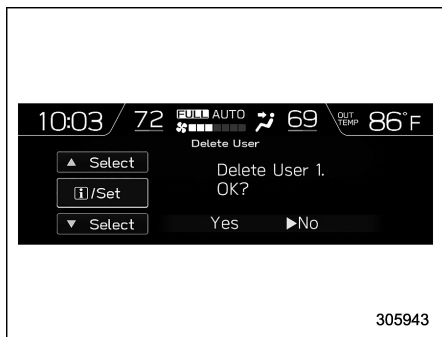 10:03 72 FULL AUTO 69 OUT TEMP 86°F
Delete User
▲ Select
Delete User 1.
i/Set
OK?
▼ Select
Yes ▶No
305943